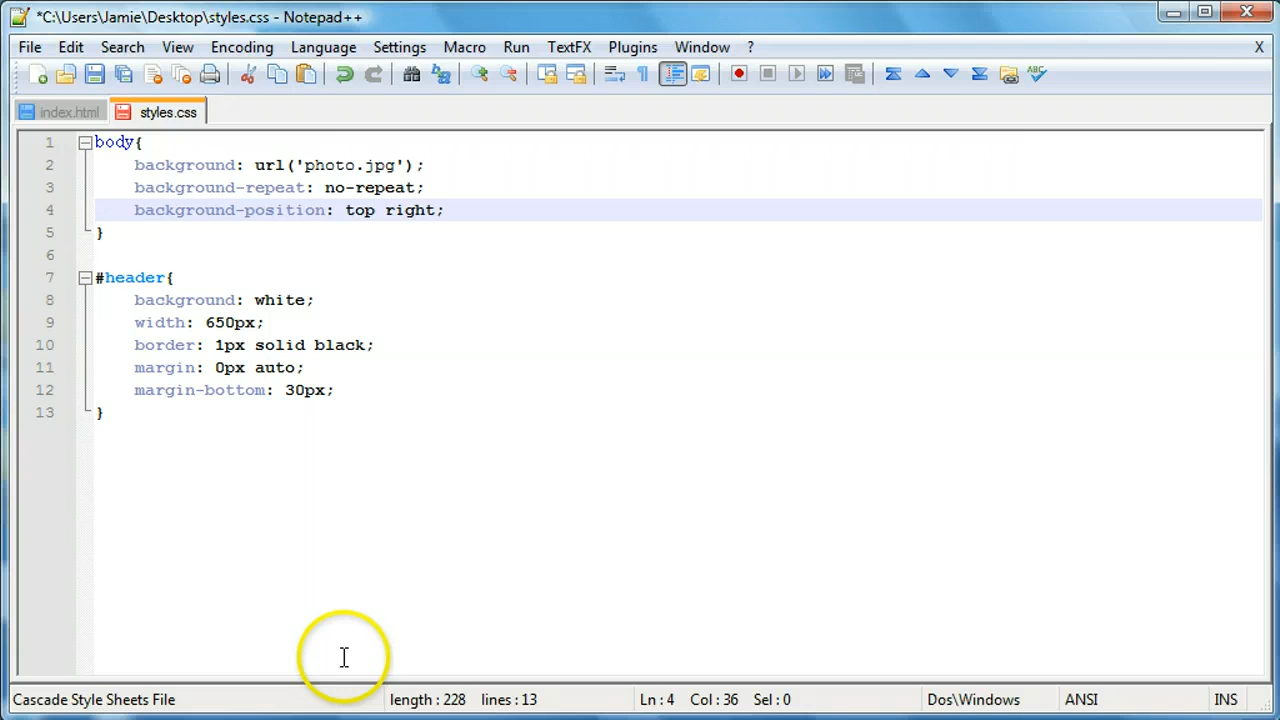 *C:\Users\Jamie\Desktop\styles.css - Notepad++
File Edit Search View Encoding Language Settings Macro Run TextFX Plugins Window ? X
index.html styles.css
1 body{
2 background: url('photo.jpg');
3 background-repeat: no-repeat;
4 background-position: top right;
5 }
6
7 #header{
8 background: white;
9 width: 650px;
10 border: 1px solid black;
11 margin: 0px auto;
12 margin-bottom: 30px;
13 }
Cascade Style Sheets File length : 228 lines : 13 Ln : 4 Col : 36 Sel : 0 Dos\Windows ANSI INS